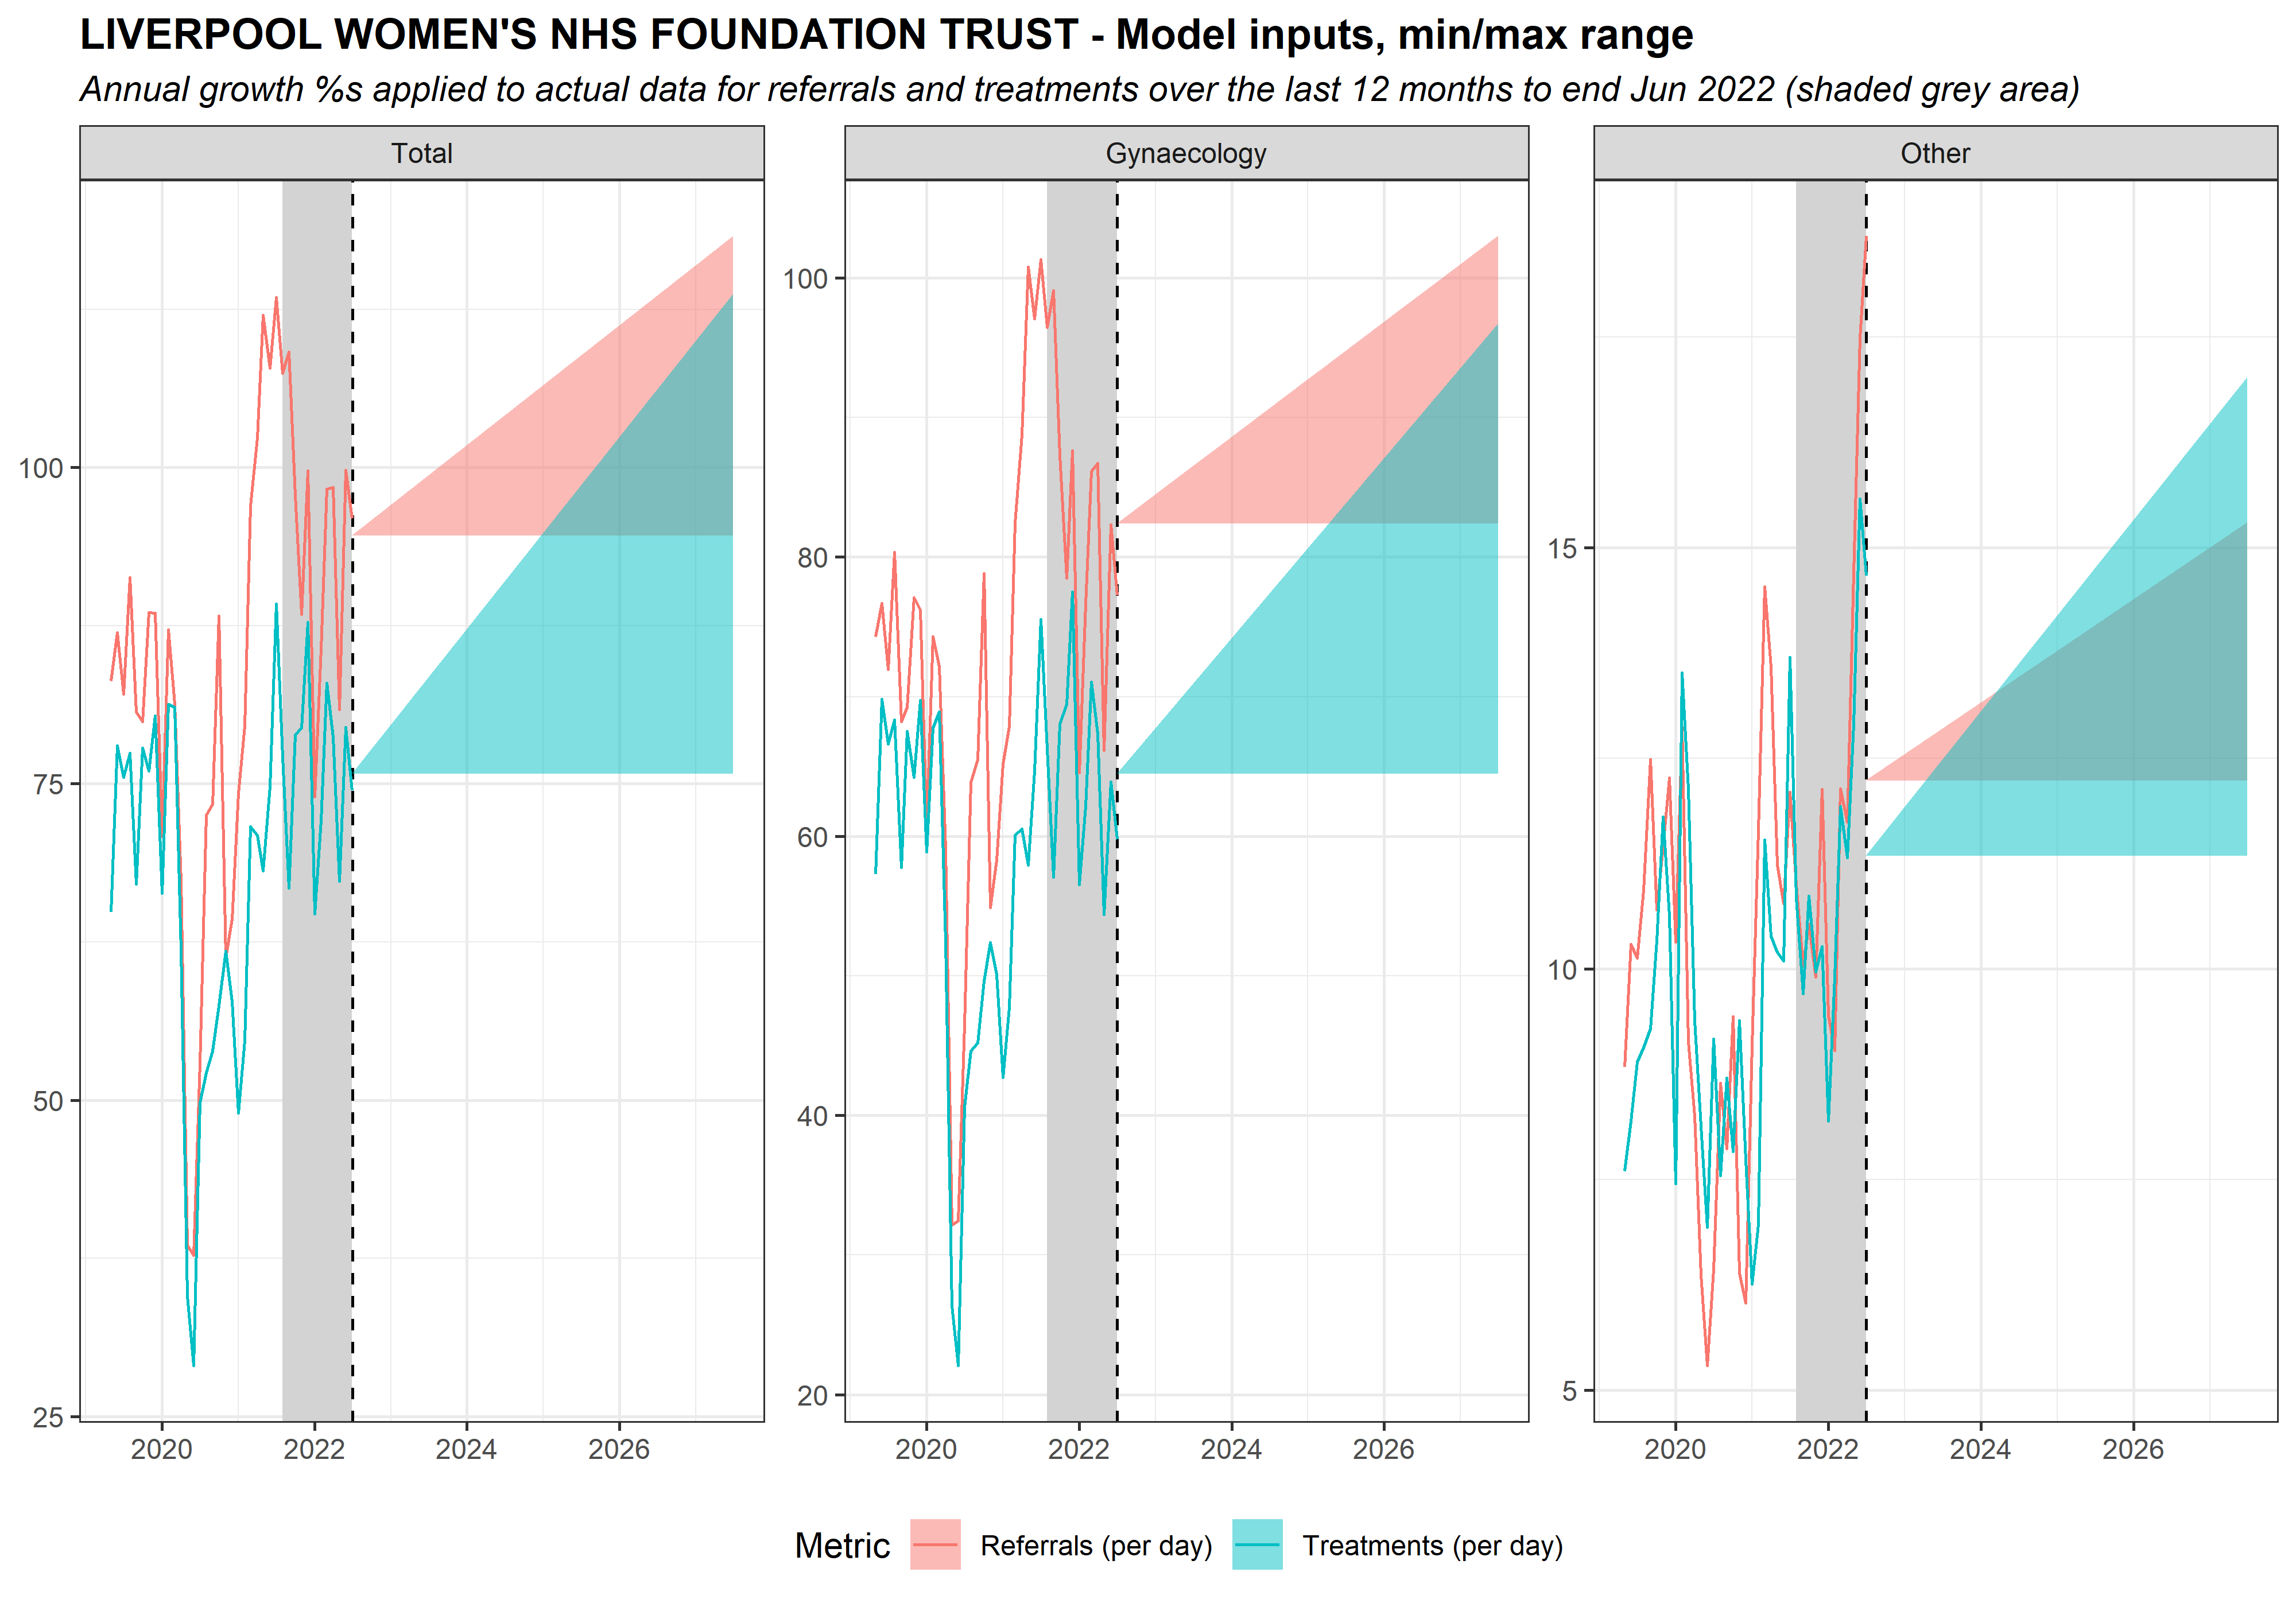 LIVERPOOL WOMEN'S NHS FOUNDATION TRUST - Model inputs, min/max range
Annual growth %s applied to actual data for referrals and treatments over the last 12 months to end Jun 2022 (shaded grey area)
Total
Gynaecology
Other
100
75
50
25
100
80
60
40
20
15
10
5
2020 2022 2024 2026
2020 2022 2024 2026
2020 2022 2024 2026
Metric Referrals (per day) Treatments (per day)